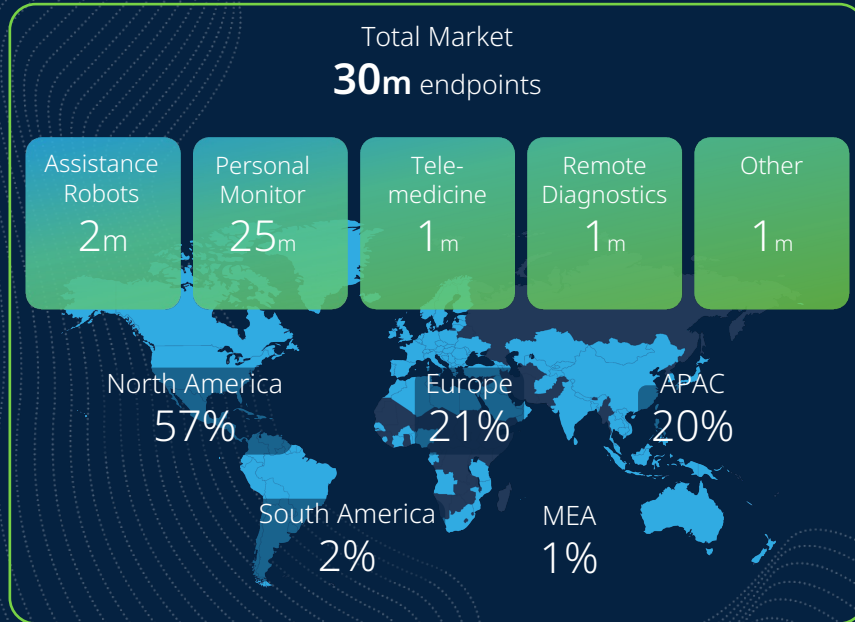 Total Market
30m endpoints
Assistance
Robots
2m
Personal
Monitor
25m
Tele-
medicine
1m
Remote
Diagnostics
1m
Other
1m
North America
57%
Europe
21%
APAC
20%
South America
2%
MEA
1%